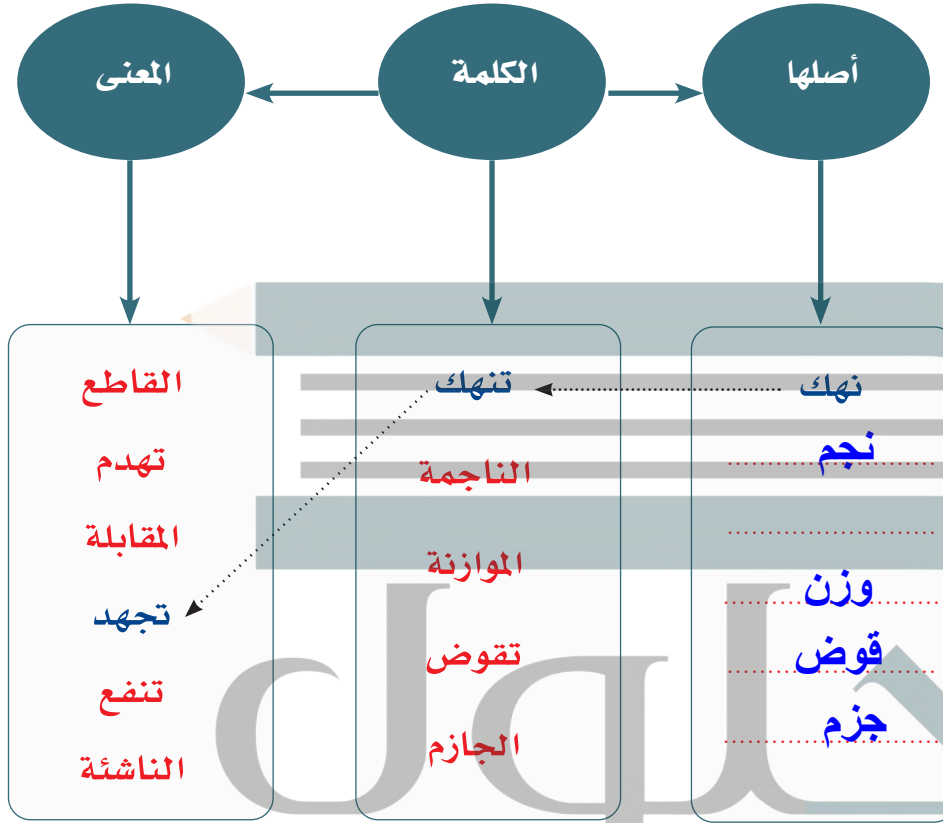 أصلها
الكلمة
المعنى
نهك
نجم
وزن
قوض
جزم
تنهك
الناجمة
الموازنة
تقوض
الجازم
القاطع
تهدم
المقابلة
تجهد
تنفع
الناشئة
حلول